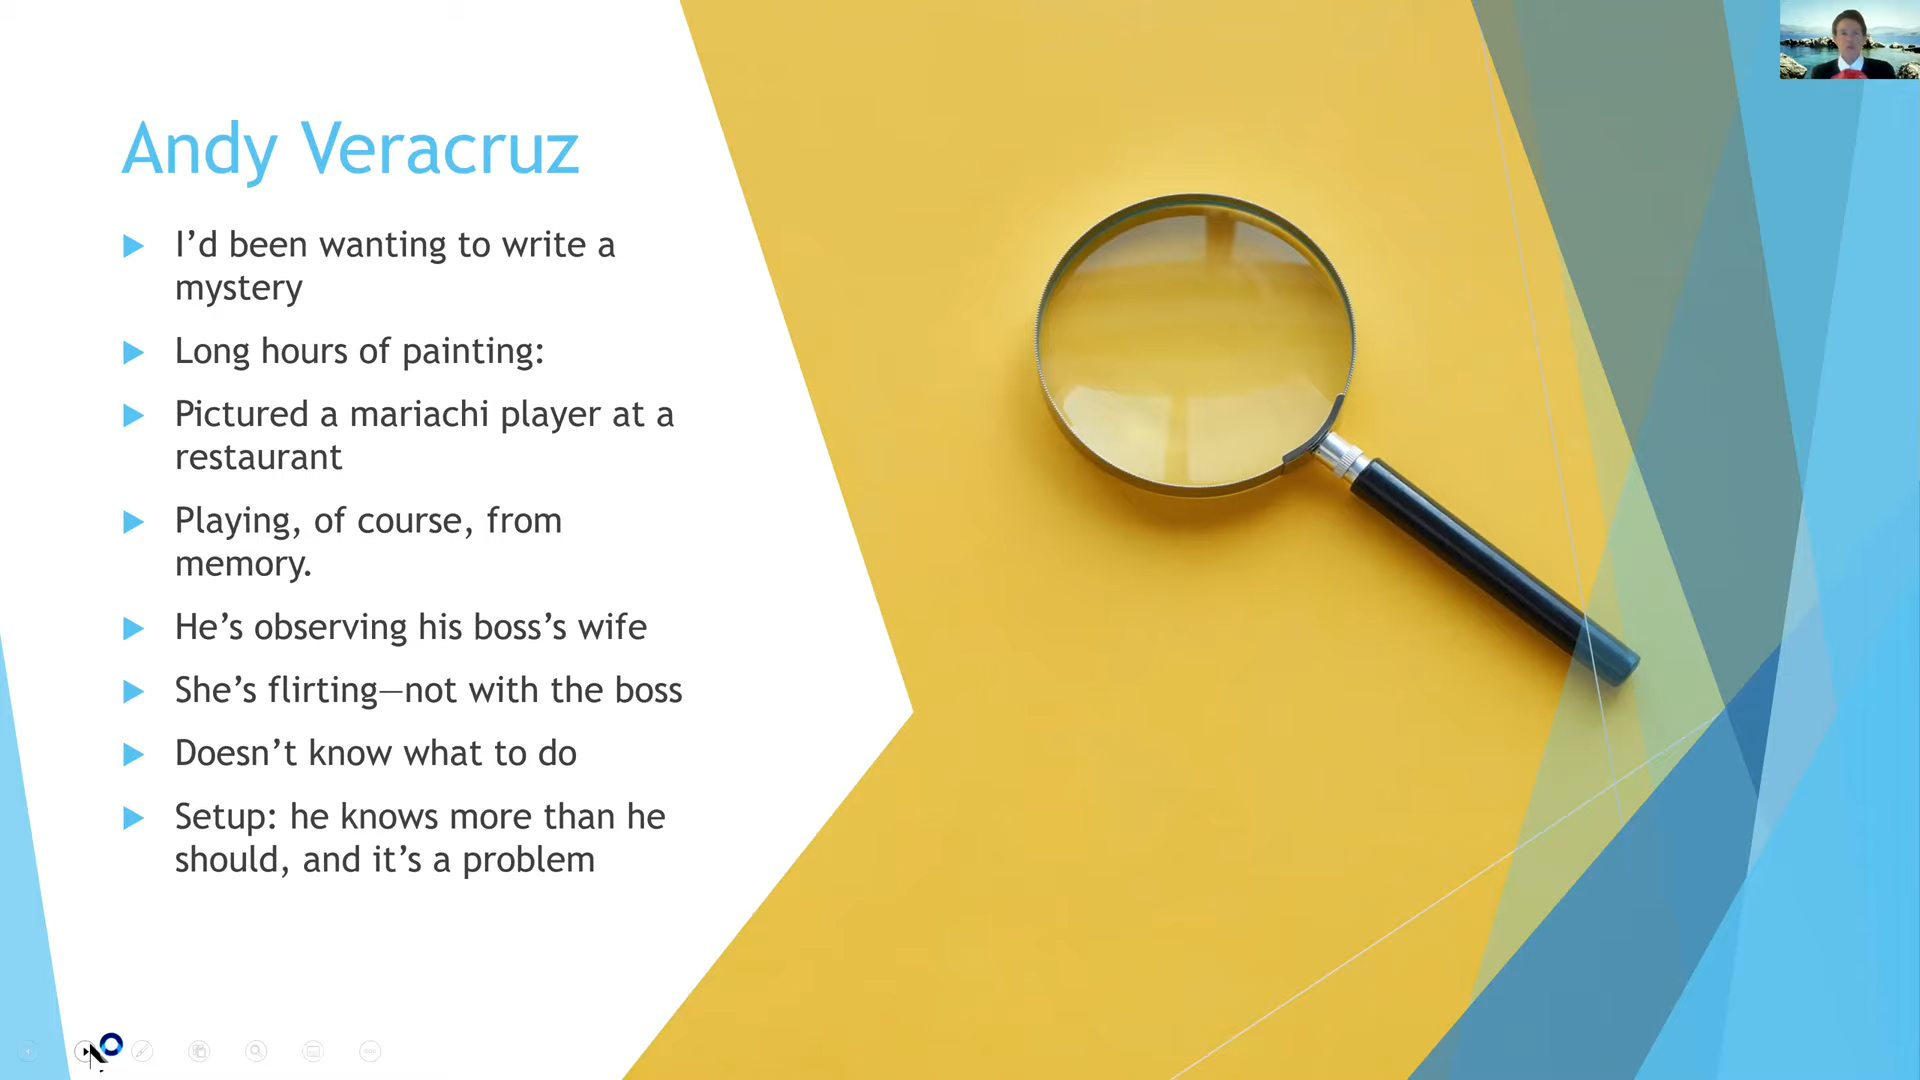 Andy Veracruz
I’d been wanting to write a
mystery
Long hours of painting:
Pictured a mariachi player at a
restaurant
Playing, of course, from
memory.
He’s observing his boss’s wife
She’s flirting—not with the boss
Doesn’t know what to do
Setup: he knows more than he
should, and it’s a problem